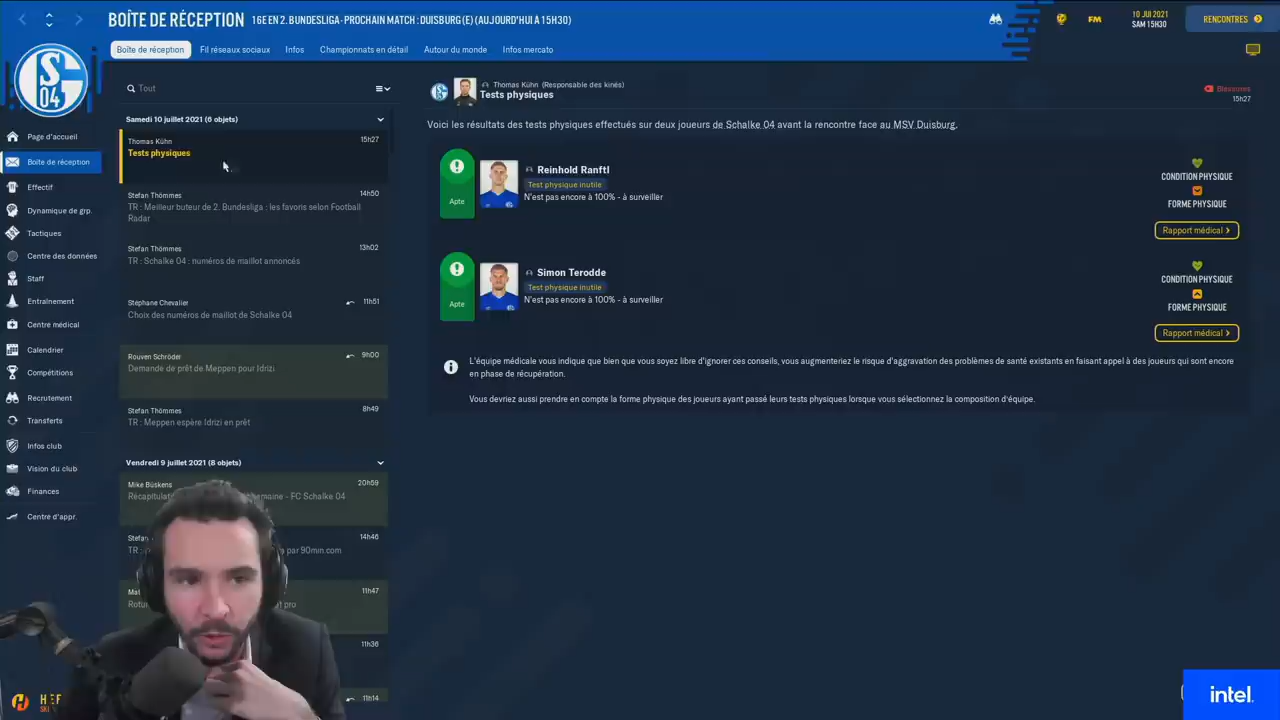 BOÎTE DE RÉCEPTION
16E EN 2. BUNDESLIGA - PROCHAIN MATCH : DUISBURG (E) (AUJOURD'HUI À 15H30)
FM
10 JUI 2021
SAM 15H30
RENCONTRES
Boîte de réception
Fil réseaux sociaux
Infos
Championnats en détail
Autour du monde
Infos mercato
S
04
Page d'accueil
Boîte de réception
Effectif
Dynamique de grp.
Tactiques
Centre des données
Staff
Entraînement
Centre médical
Calendrier
Compétitions
Recrutement
Transferts
Infos club
Vision du club
Finances
Centre d'appr.
Tout
Samedi 10 juillet 2021 (6 objets)
Thomas Kühn
15h27
Tests physiques
Stefan Thömmes
14h50
TR : Meilleur buteur de 2. Bundesliga : les favoris selon Football
Radar
Stefan Thömmes
13h02
TR : Schalke 04 : numéros de maillot annoncés
Stéphane Chevalier
11h51
Choix des numéros de maillot de Schalke 04
Rouven Schröder
9h00
Demande de prêt de Meppen pour Idrizi
Stefan Thömmes
8h49
TR : Meppen espère Idrizi en prêt
Vendredi 9 juillet 2021 (8 objets)
Mike Büskens
20h59
emaine - FC Schalke 04
14h46
par 90min.com
11h47
pro
11h36
11h14
Thomas Kühn (Responsable des kinés)
Tests physiques
Blessures
15h27
Voici les résultats des tests physiques effectués sur deux joueurs de Schalke 04 avant la rencontre face au MSV Duisburg.
Apte
Reinhold Ranftl
Test physique inutile
N'est pas encore à 100% - à surveiller
CONDITION PHYSIQUE
FORME PHYSIQUE
Rapport médical
Apte
Simon Terodde
Test physique inutile
N'est pas encore à 100% - à surveiller
CONDITION PHYSIQUE
FORME PHYSIQUE
Rapport médical
L'équipe médicale vous indique que bien que vous soyez libre d'ignorer ces conseils, vous augmenteriez le risque d'aggravation des problèmes de santé existants en faisant appel à des joueurs qui sont encore
en phase de récupération.
Vous devriez aussi prendre en compte la forme physique des joueurs ayant passé leurs tests physiques lorsque vous sélectionnez la composition d'équipe.
intel.